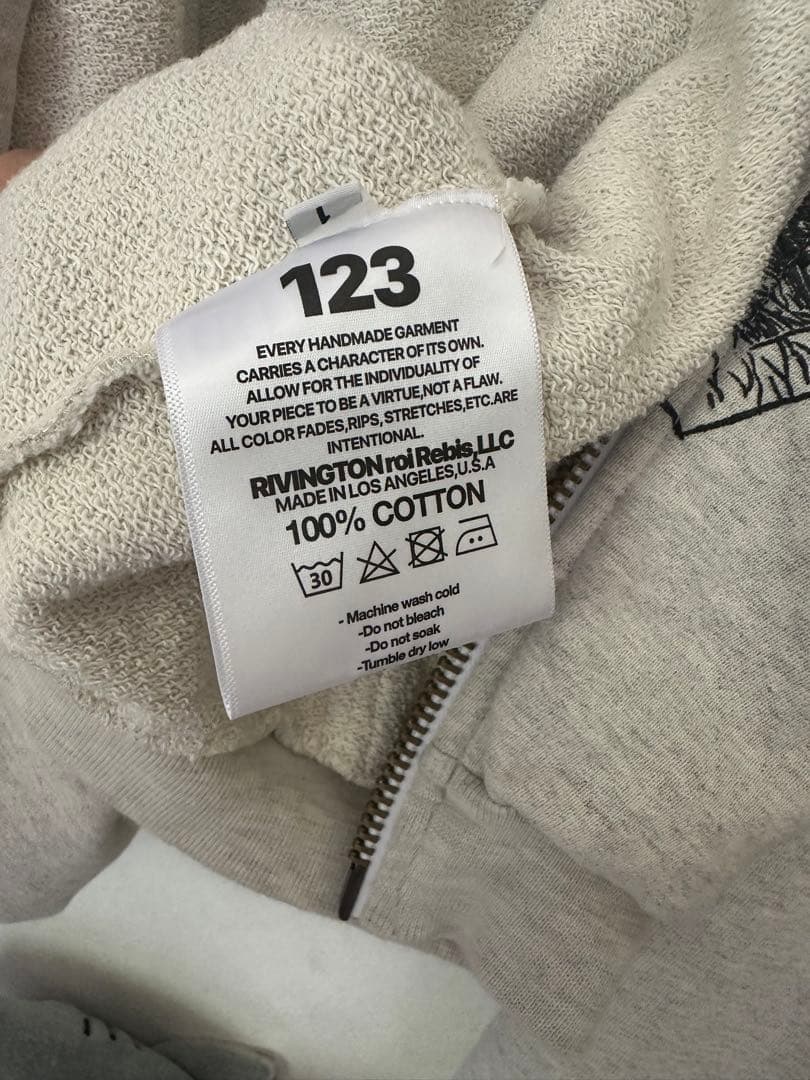 1
123
EVERY HANDMADE GARMENT
CARRIES A CHARACTER OF ITS OWN.
ALLOW FOR THE INDIVIDUALITY OF
YOUR PIECE TO BE A VIRTUE,NOT A FLAW.
ALL COLOR FADES,RIPS,STRETCHES,ETC.ARE
INTENTIONAL.
RIVINGTON roi Rebis,LLC
MADE IN LOS ANGELES,U.S.A
100% COTTON
30
- Machine wash cold
-Do not bleach
-Do not soak
-Tumble dry low